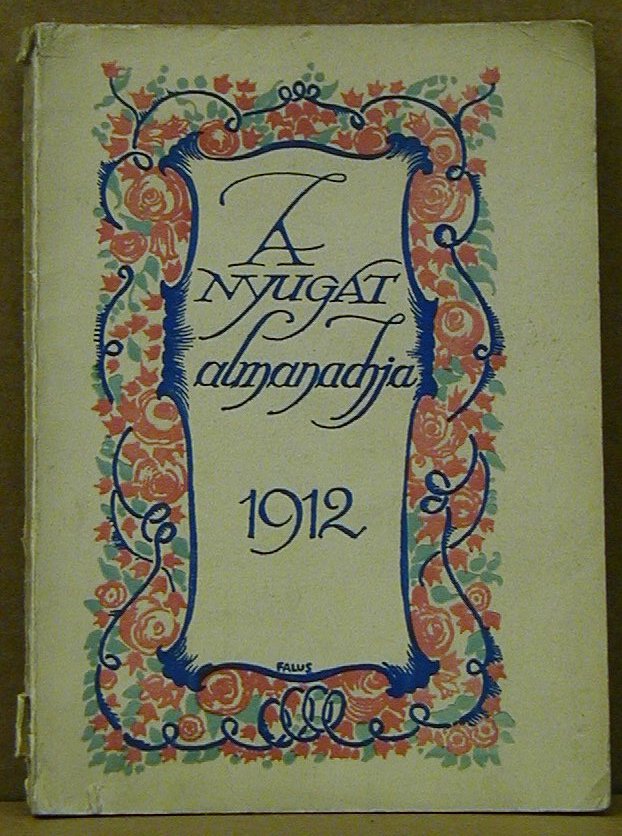 A
NYUGAT
almanachja
1912
FALUS